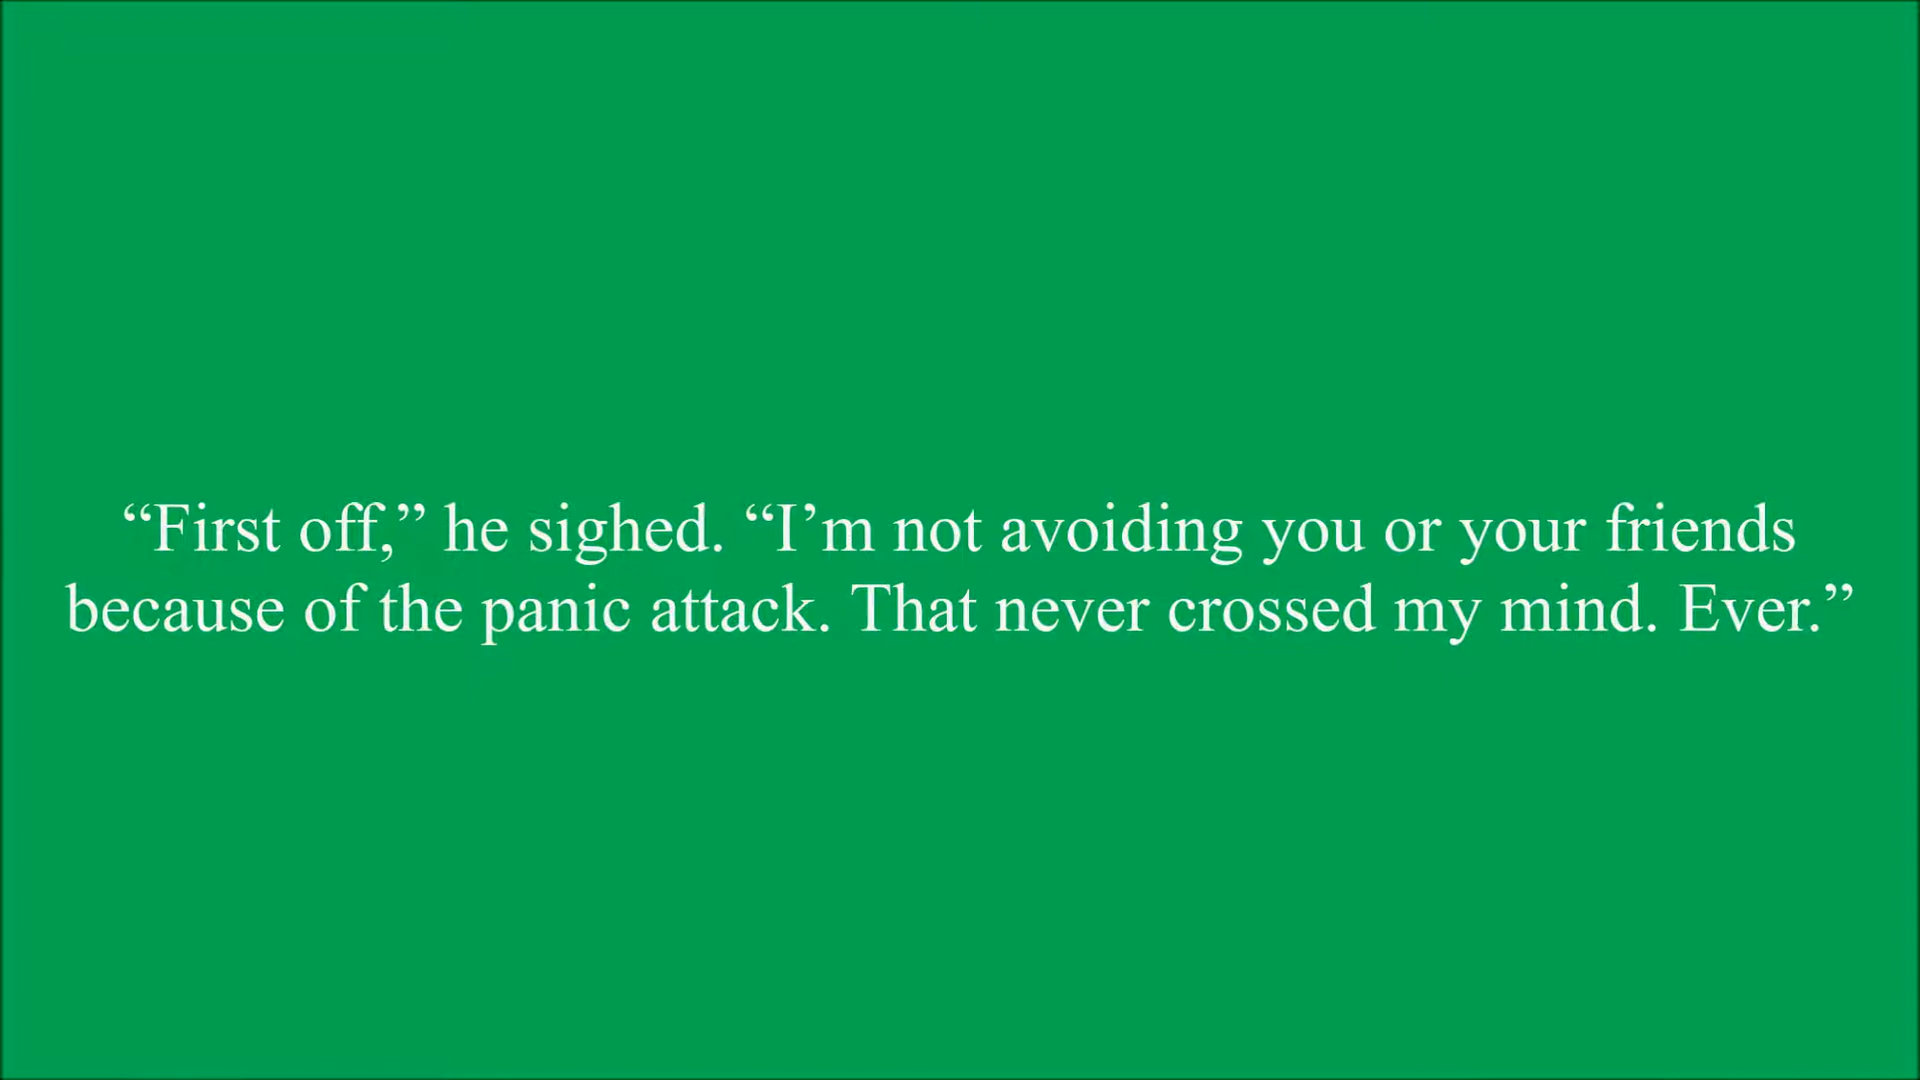 “First off,” he sighed. “I’m not avoiding you or your friends
because of the panic attack. That never crossed my mind. Ever.”